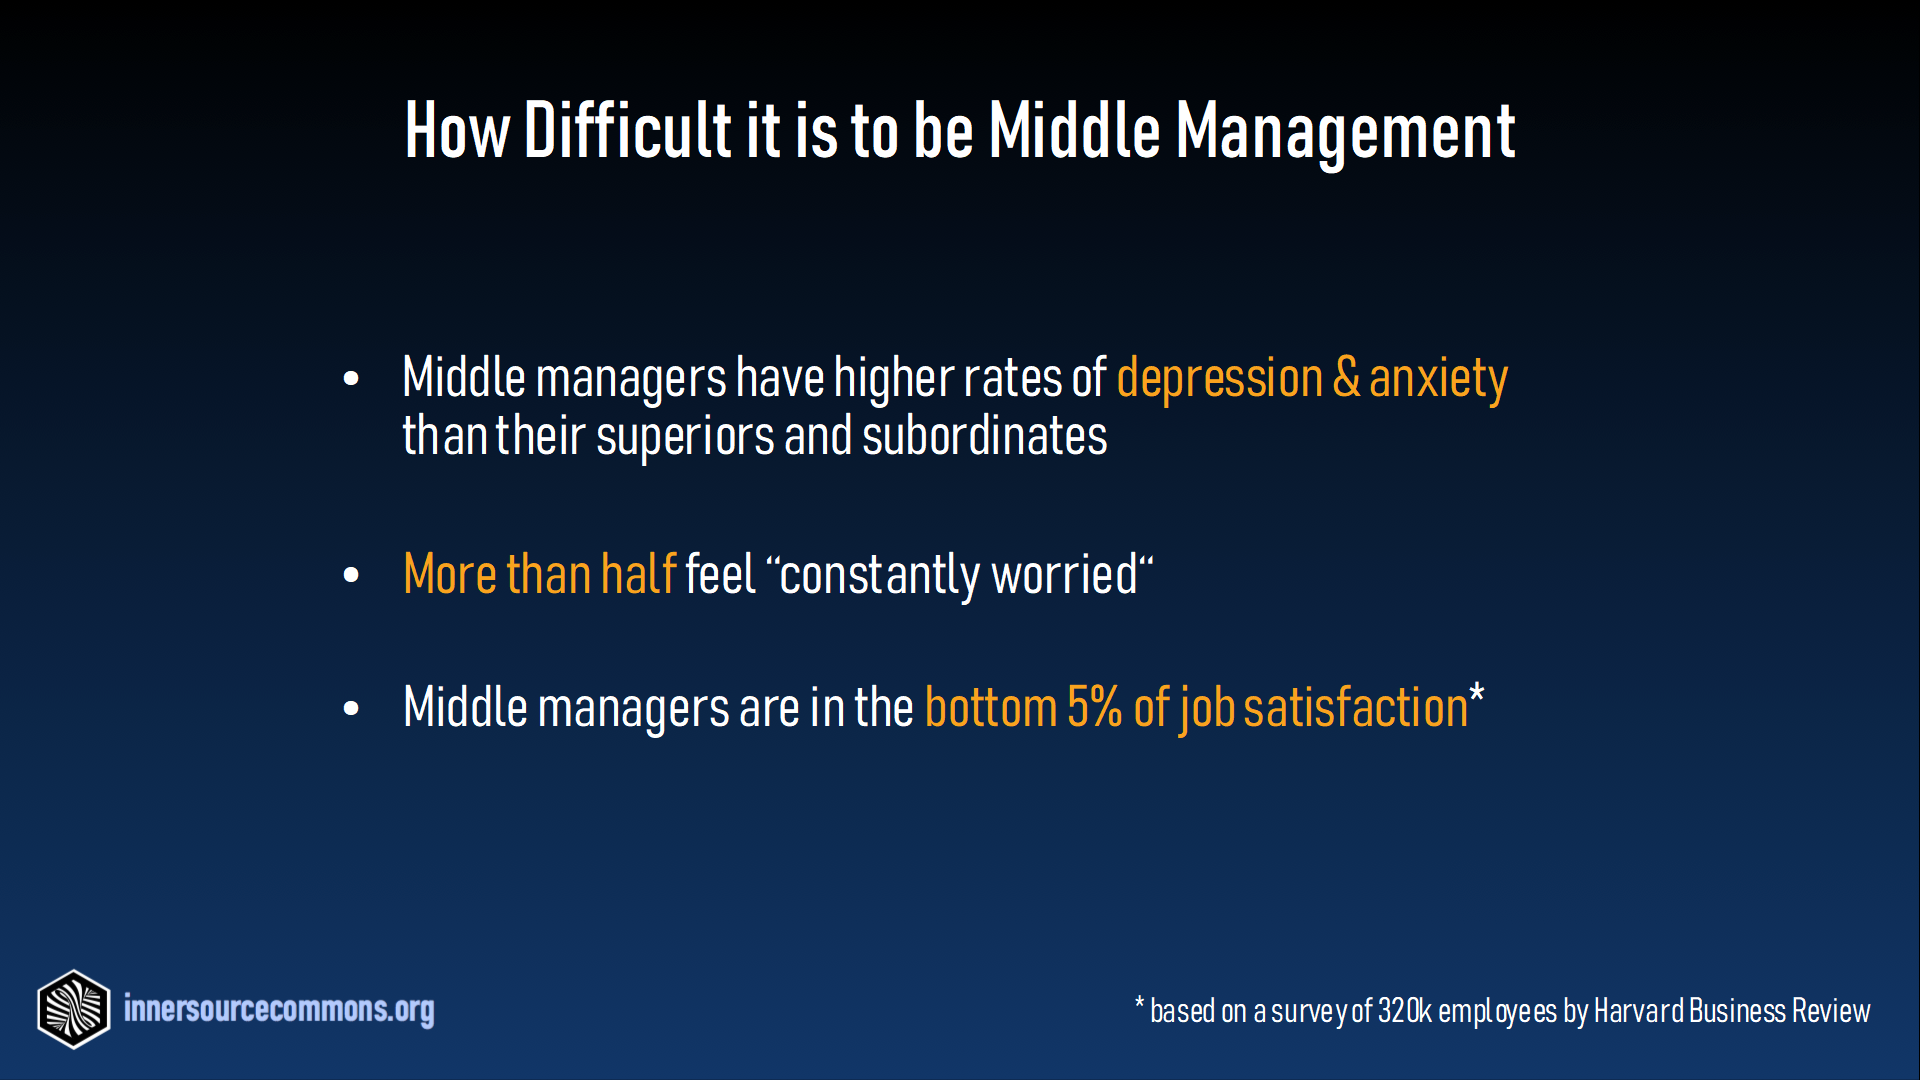 How Difficult it is to be Middle Management
• Middle managers have higher rates of depression & anxiety
than their superiors and subordinates
• More than half feel “constantly worried“
• Middle managers are in the bottom 5% of job satisfaction*
innersourcecommons.org
* based on a survey of 320k employees by Harvard Business Review